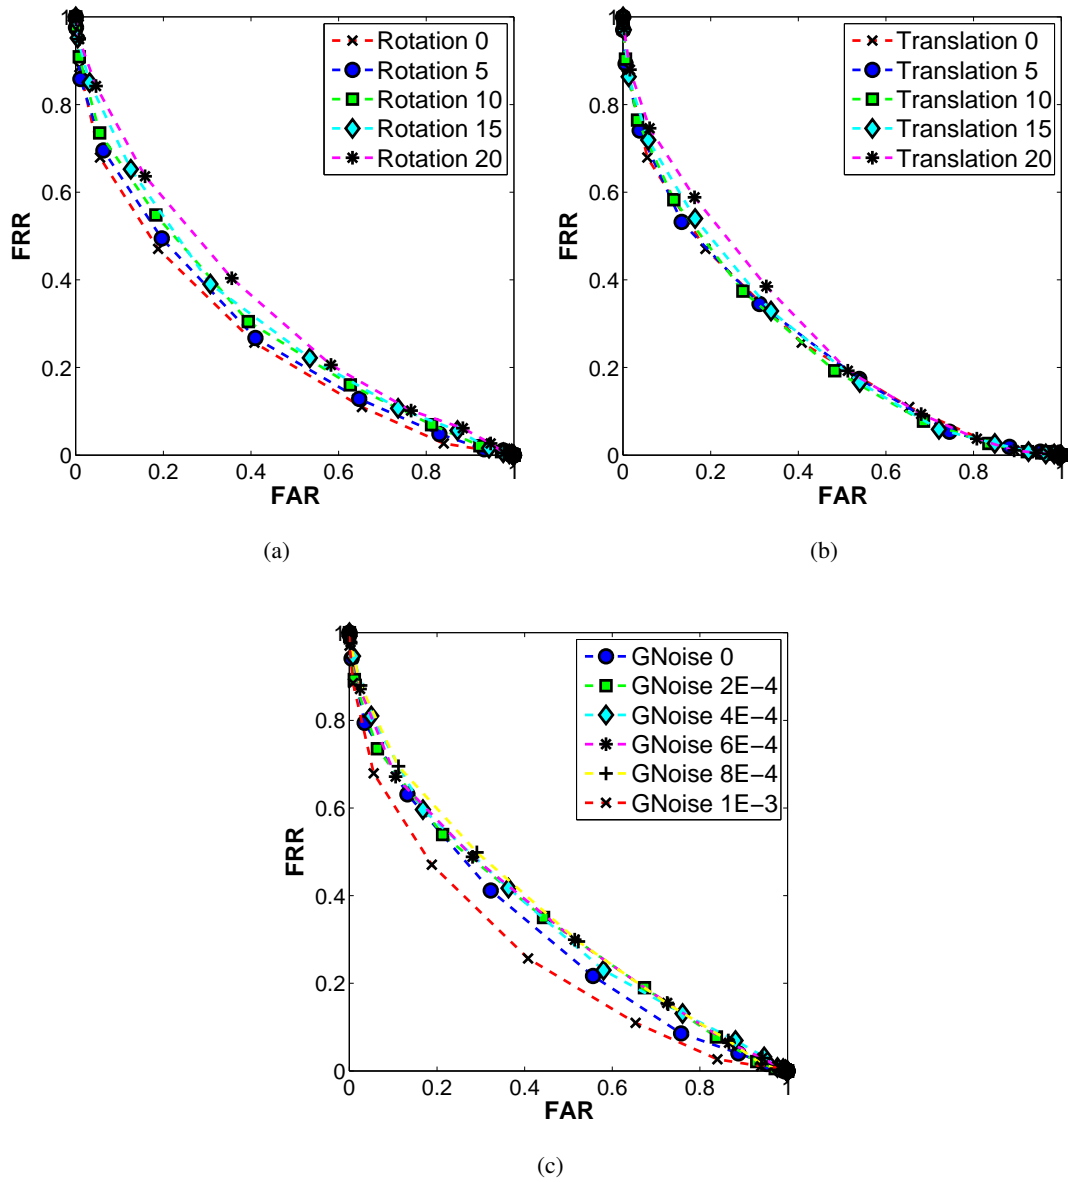 1
0.8
0.6
0.4
0.2
0
0
0.2
0.4
0.6
0.8
1
FRR
FAR
Rotation 0
Rotation 5
Rotation 10
Rotation 15
Rotation 20
(a)
1
0.8
0.6
0.4
0.2
0
0
0.2
0.4
0.6
0.8
1
FRR
FAR
Translation 0
Translation 5
Translation 10
Translation 15
Translation 20
(b)
1
0.8
0.6
0.4
0.2
0
0
0.2
0.4
0.6
0.8
1
FRR
FAR
GNoise 0
GNoise 2E−4
GNoise 4E−4
GNoise 6E−4
GNoise 8E−4
GNoise 1E−3
(c)